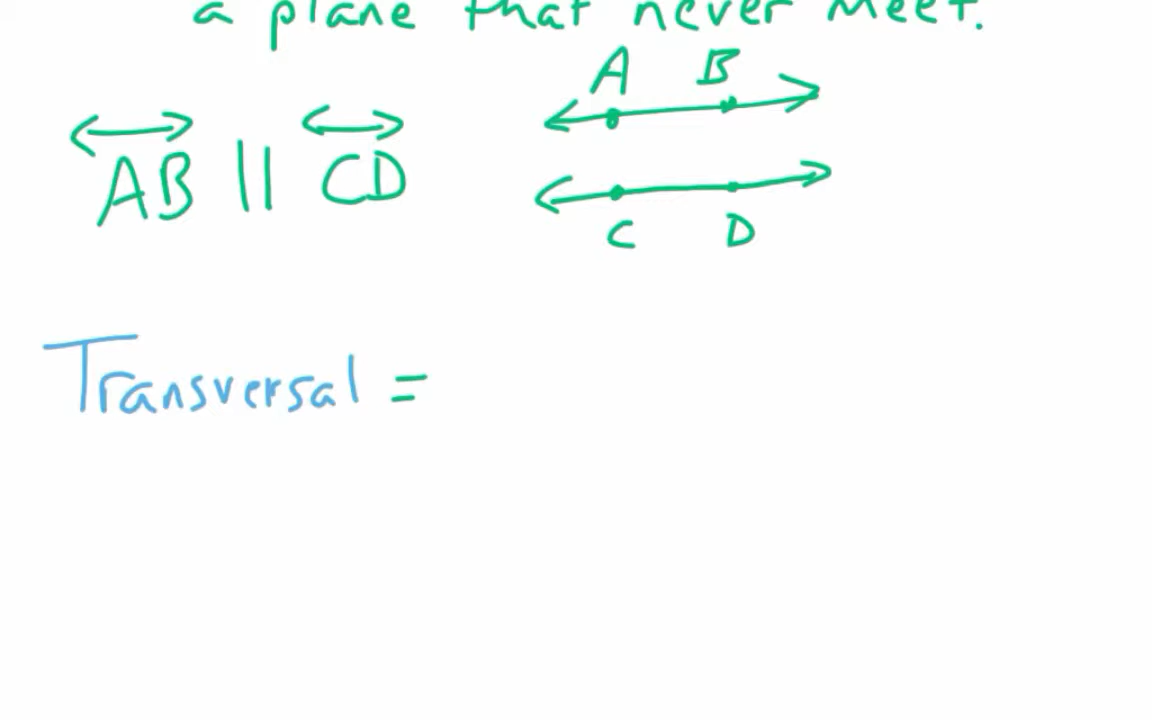 a plane that never meet.
A B
AB || CD
C D
Transversal =